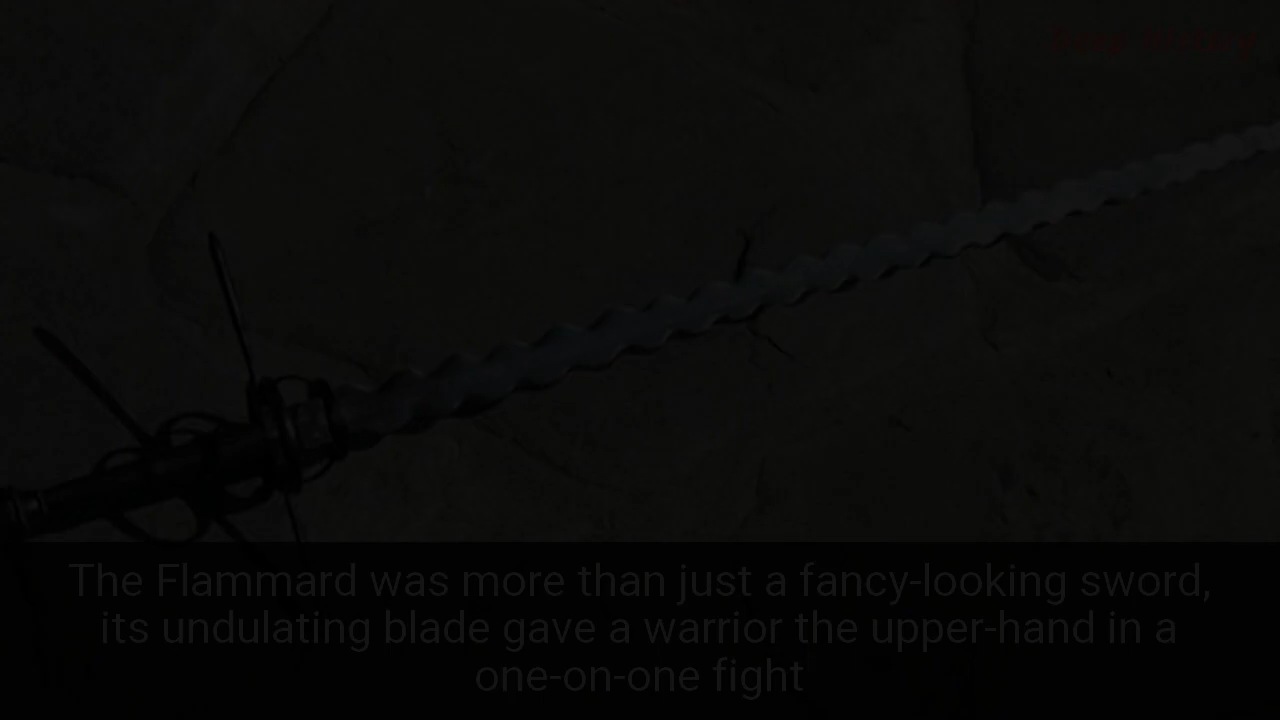 The Flammard was more than just a fancy-looking sword,
its undulating blade gave a warrior the upper-hand in a
one-on-one fight